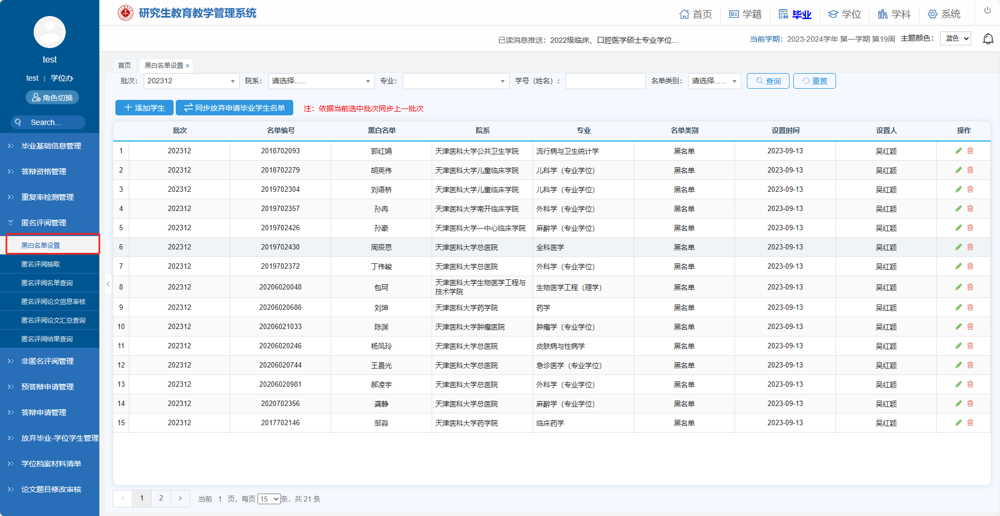 研究生教育教学管理系统
首页 学籍 毕业 学位 学科 系统
已读消息推送：2022级临床、口腔医学硕士专业学位...
当前学期：2023-2024学年 第一学期 第19周 主题颜色： 蓝色
test
test | 学位办
角色切换
Search...
毕业基础信息管理
答辩资格管理
重复率检测管理
匿名评阅管理
黑白名单设置
匿名评阅抽取
匿名评阅名单查询
匿名评阅论文信息审核
匿名评阅论文汇总查询
匿名评阅结果查询
非匿名评阅管理
预答辩申请管理
答辩申请管理
放弃毕业-学位学生管理
学位档案材料清单
论文题目修改审核
首页 黑白名单设置 ×
批次： 202312 院系： 请选择...... 专业： 学号（姓名）： 名单类别： 请选择...... 查询 重置
添加学生 同步放弃申请毕业学生名单 注：依据当前选中批次同步上一批次
批次 名单编号 黑白名单 院系 专业 名单类别 设置时间 设置人 操作
1 202312 2018702093 郭红娟 天津医科大学公共卫生学院 流行病与卫生统计学 黑名单 2023-09-13 吴红颖
2 202312 2018702279 胡英伟 天津医科大学儿童临床学院 儿科学（专业学位） 黑名单 2023-09-13 吴红颖
3 202312 2019702304 刘语桥 天津医科大学儿童临床学院 儿科学（专业学位） 黑名单 2023-09-13 吴红颖
4 202312 2019702357 孙冉 天津医科大学南开临床学院 外科学（专业学位） 黑名单 2023-09-13 吴红颖
5 202312 2019702426 孙豪 天津医科大学一中心临床学院 麻醉学（专业学位） 黑名单 2023-09-13 吴红颖
6 202312 2019702430 周辰思 天津医科大学总医院 全科医学 黑名单 2023-09-13 吴红颖
7 202312 2019702372 丁伟峻 天津医科大学总医院 外科学（专业学位） 黑名单 2023-09-13 吴红颖
8 202312 20206020048 包珂 天津医科大学生物医学工程与技术学院 生物医学工程（理学） 黑名单 2023-09-13 吴红颖
9 202312 20206020686 刘坤 天津医科大学药学院 药学 黑名单 2023-09-13 吴红颖
10 202312 20206021033 陈渊 天津医科大学肿瘤医院 肿瘤学（专业学位） 黑名单 2023-09-13 吴红颖
11 202312 20206020246 杨凤玲 天津医科大学总医院 皮肤病与性病学 黑名单 2023-09-13 吴红颖
12 202312 20206020744 王晨光 天津医科大学总医院 急诊医学（专业学位） 黑名单 2023-09-13 吴红颖
13 202312 20206020981 郝凌宇 天津医科大学总医院 外科学（专业学位） 黑名单 2023-09-13 吴红颖
14 202312 2020702356 龚静 天津医科大学总医院 麻醉学（专业学位） 黑名单 2023-09-13 吴红颖
15 202312 2017702146 邹淼 天津医科大学药学院 临床药学 黑名单 2023-09-13 吴红颖
1 2 当前 1 页，每页 15 条，共 21 条